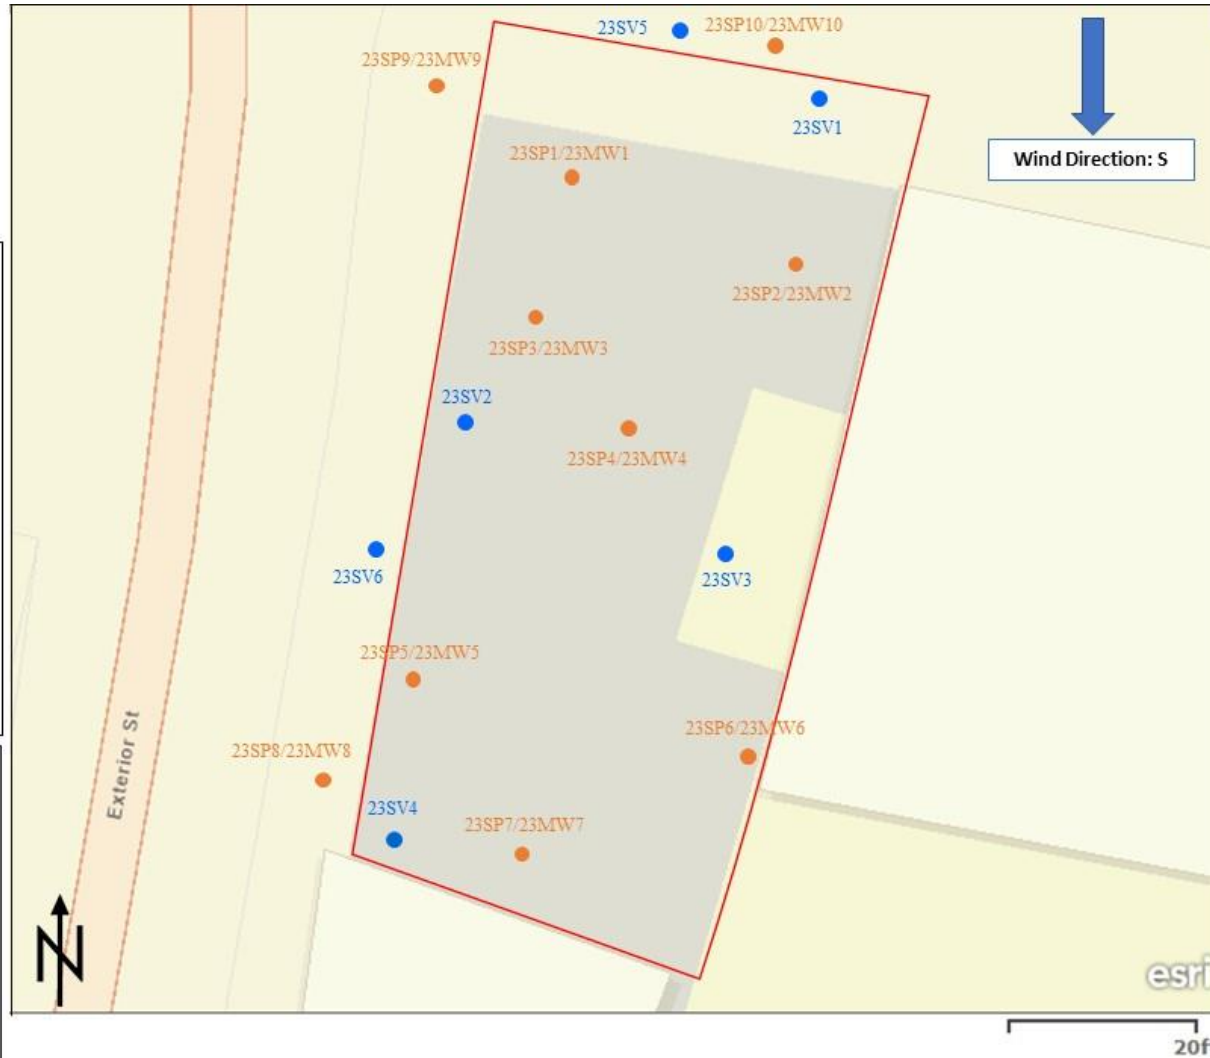 23SV5
23SP10/23MW10
23SP9/23MW9
23SV1
Wind Direction: S
23SP1/23MW1
23SP2/23MW2
23SP3/23MW3
23SV2
23SP4/23MW4
23SV6
23SV3
23SP5/23MW5
23SP6/23MW6
Exterior St
23SP8/23MW8
23SV4
23SP7/23MW7
N
esri
20f